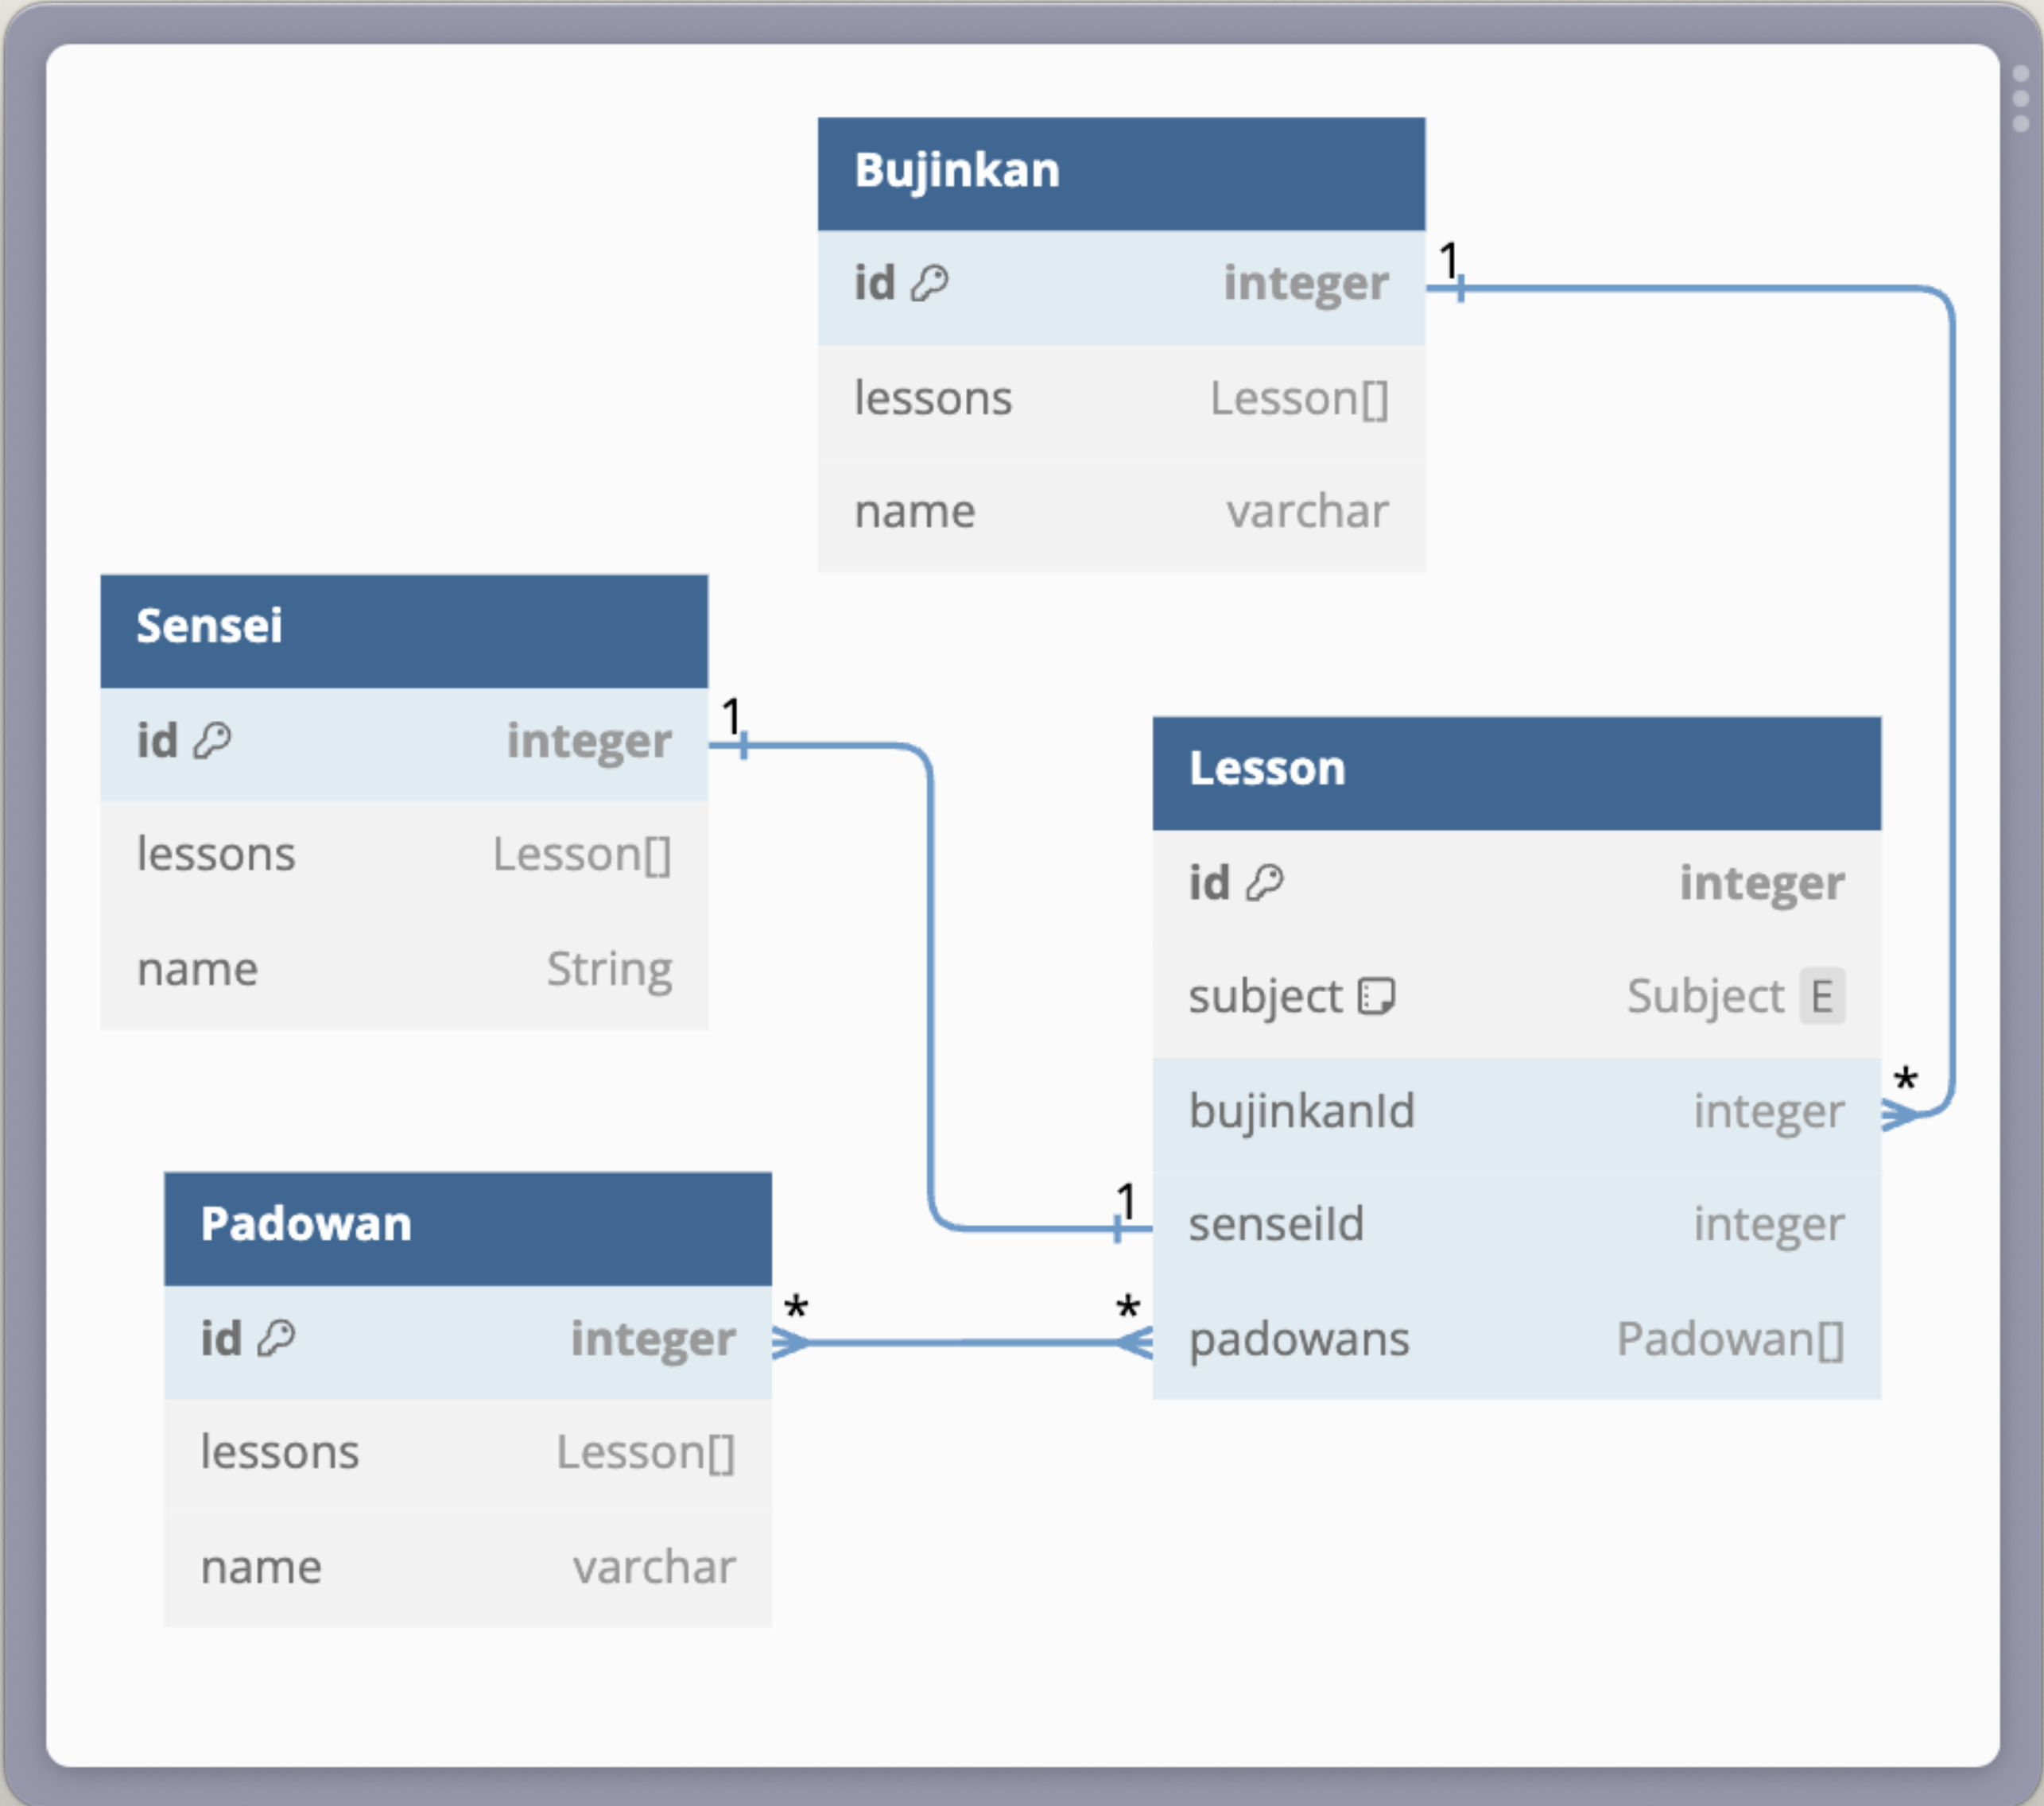 Bujinkan
id integer
lessons Lesson[]
name varchar
1
Sensei
id integer
lessons Lesson[]
name String
1
Lesson
id integer
subject Subject E
bujinkanId integer
*
senseiId integer
1
padowans Padowan[]
*
Padowan
id integer
*
lessons Lesson[]
name varchar